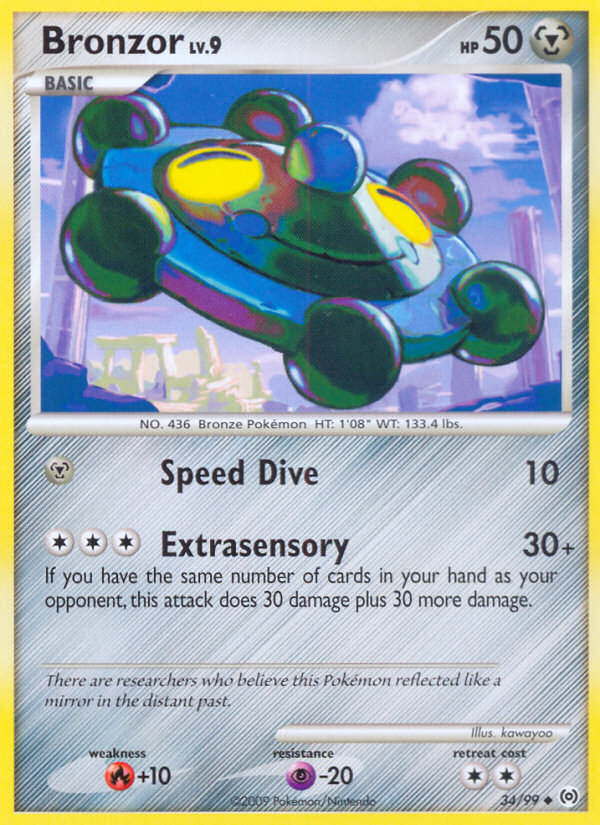 Bronzor LV.9 HP 50
BASIC
NO. 436 Bronze Pokémon HT: 1'08" WT: 133.4 lbs.
Speed Dive 10
Extrasensory 30+
If you have the same number of cards in your hand as your
opponent, this attack does 30 damage plus 30 more damage.
There are researchers who believe this Pokémon reflected like a
mirror in the distant past.
Illus. kawayoo
weakness resistance retreat cost
+10 -20
©2009 Pokémon/Nintendo 34/99